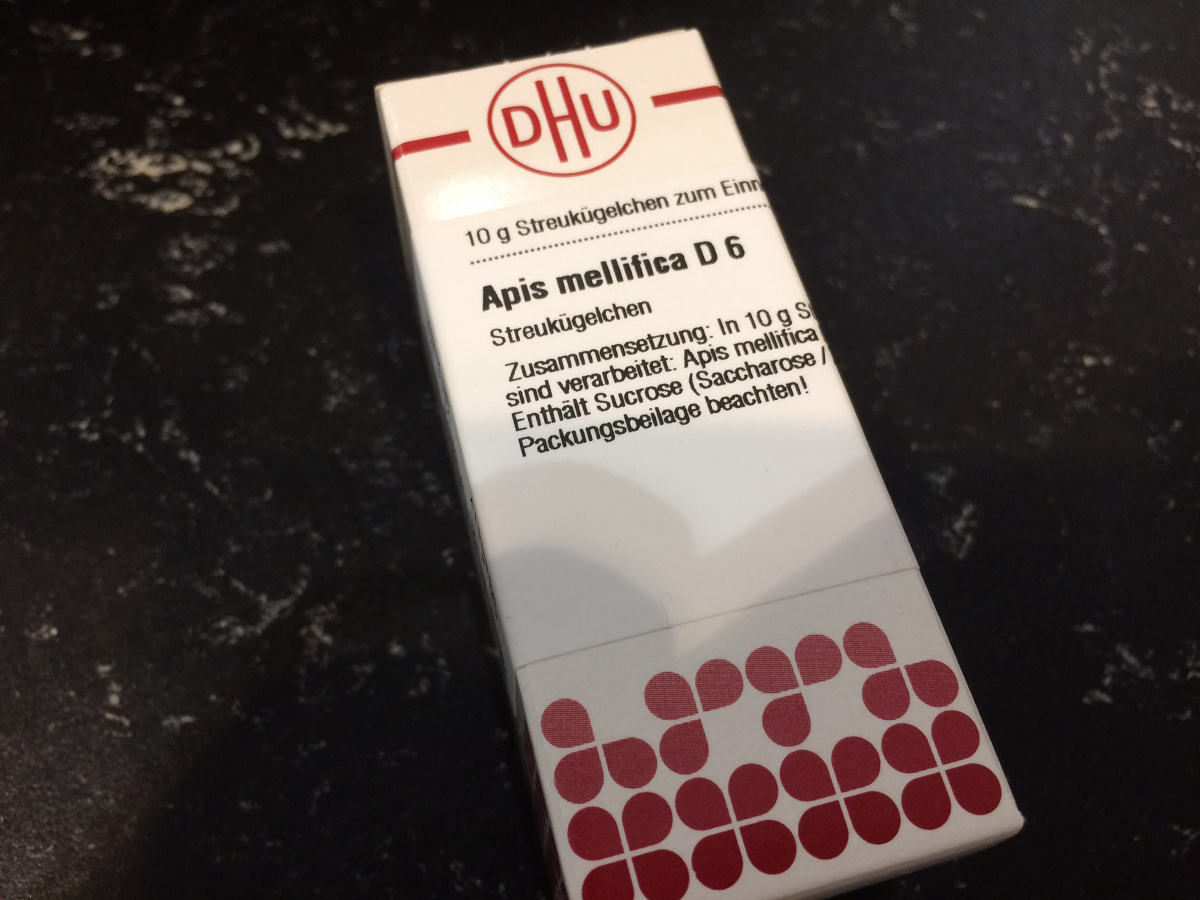 DHU
10 g Streukügelchen zum
Apis mellifica D 6
Streukügelchen
Zusammensetzung: In 10 g
sind verarbeitet: Apis mellifica
Enthält Sucrose (Saccharose /
Packungsbeilage beachten!